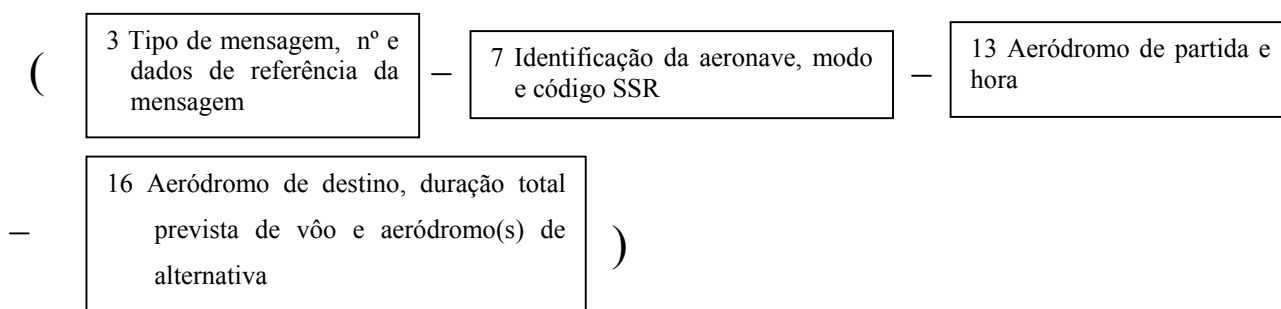 ( 3 Tipo de mensagem, nº e dados de referência da mensagem – 7 Identificação da aeronave, modo e código SSR – 13 Aeródromo de partida e hora
– 16 Aeródromo de destino, duração total prevista de vôo e aeródromo(s) de alternativa )